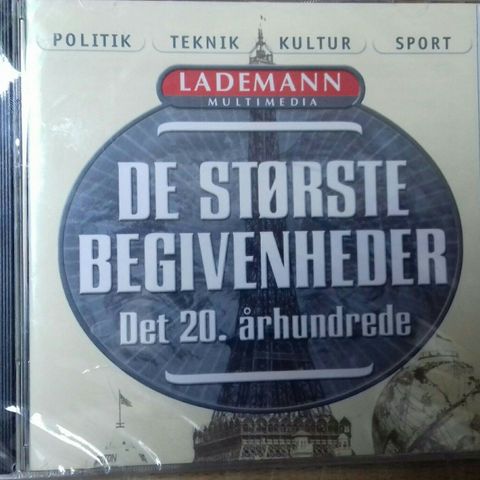 POLITIK TEKNIK KULTUR SPORT
LADEMANN
MULTIMEDIA
DE STØRSTE
BEGIVENHEDER
Det 20. århundrede